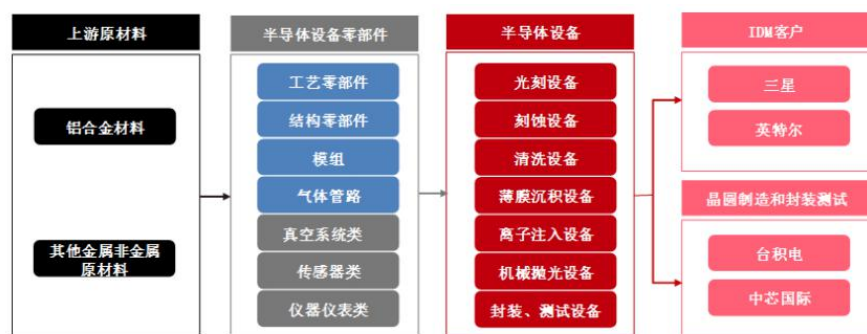 上游原材料
铝合金材料
其他金属非金属
原材料
半导体设备零部件
工艺零部件
结构零部件
模组
气体管路
真空系统类
传感器类
仪器仪表类
半导体设备
光刻设备
刻蚀设备
清洗设备
薄膜沉积设备
离子注入设备
机械抛光设备
封装、测试设备
IDM客户
三星
英特尔
晶圆制造和封装测试
台积电
中芯国际